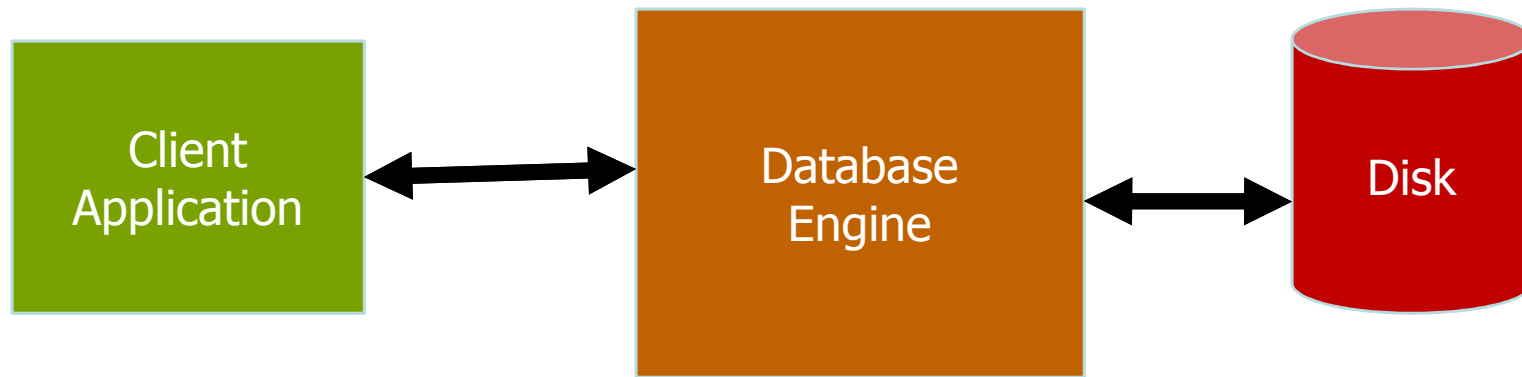 Client
Application
Database
Engine
Disk